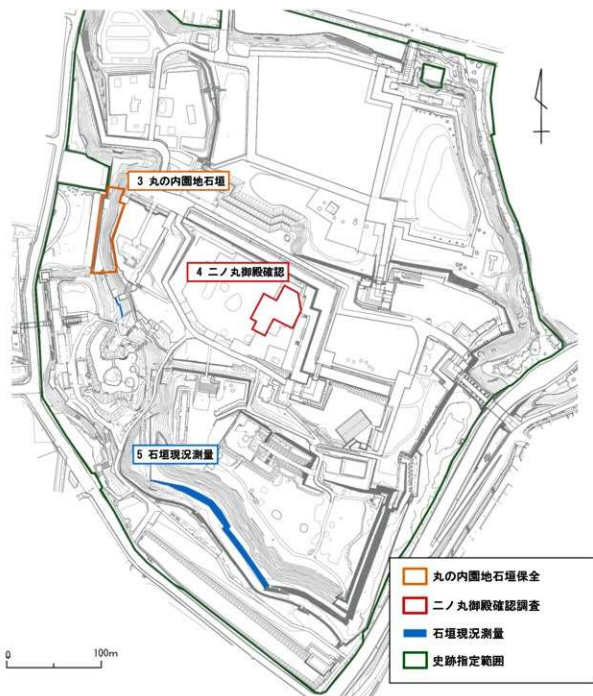 3 丸の内園地石垣
4 二ノ丸御殿確認
5 石垣現況測量
丸の内園地石垣保全
二ノ丸御殿確認調査
石垣現況測量
史跡指定範囲
0 100m